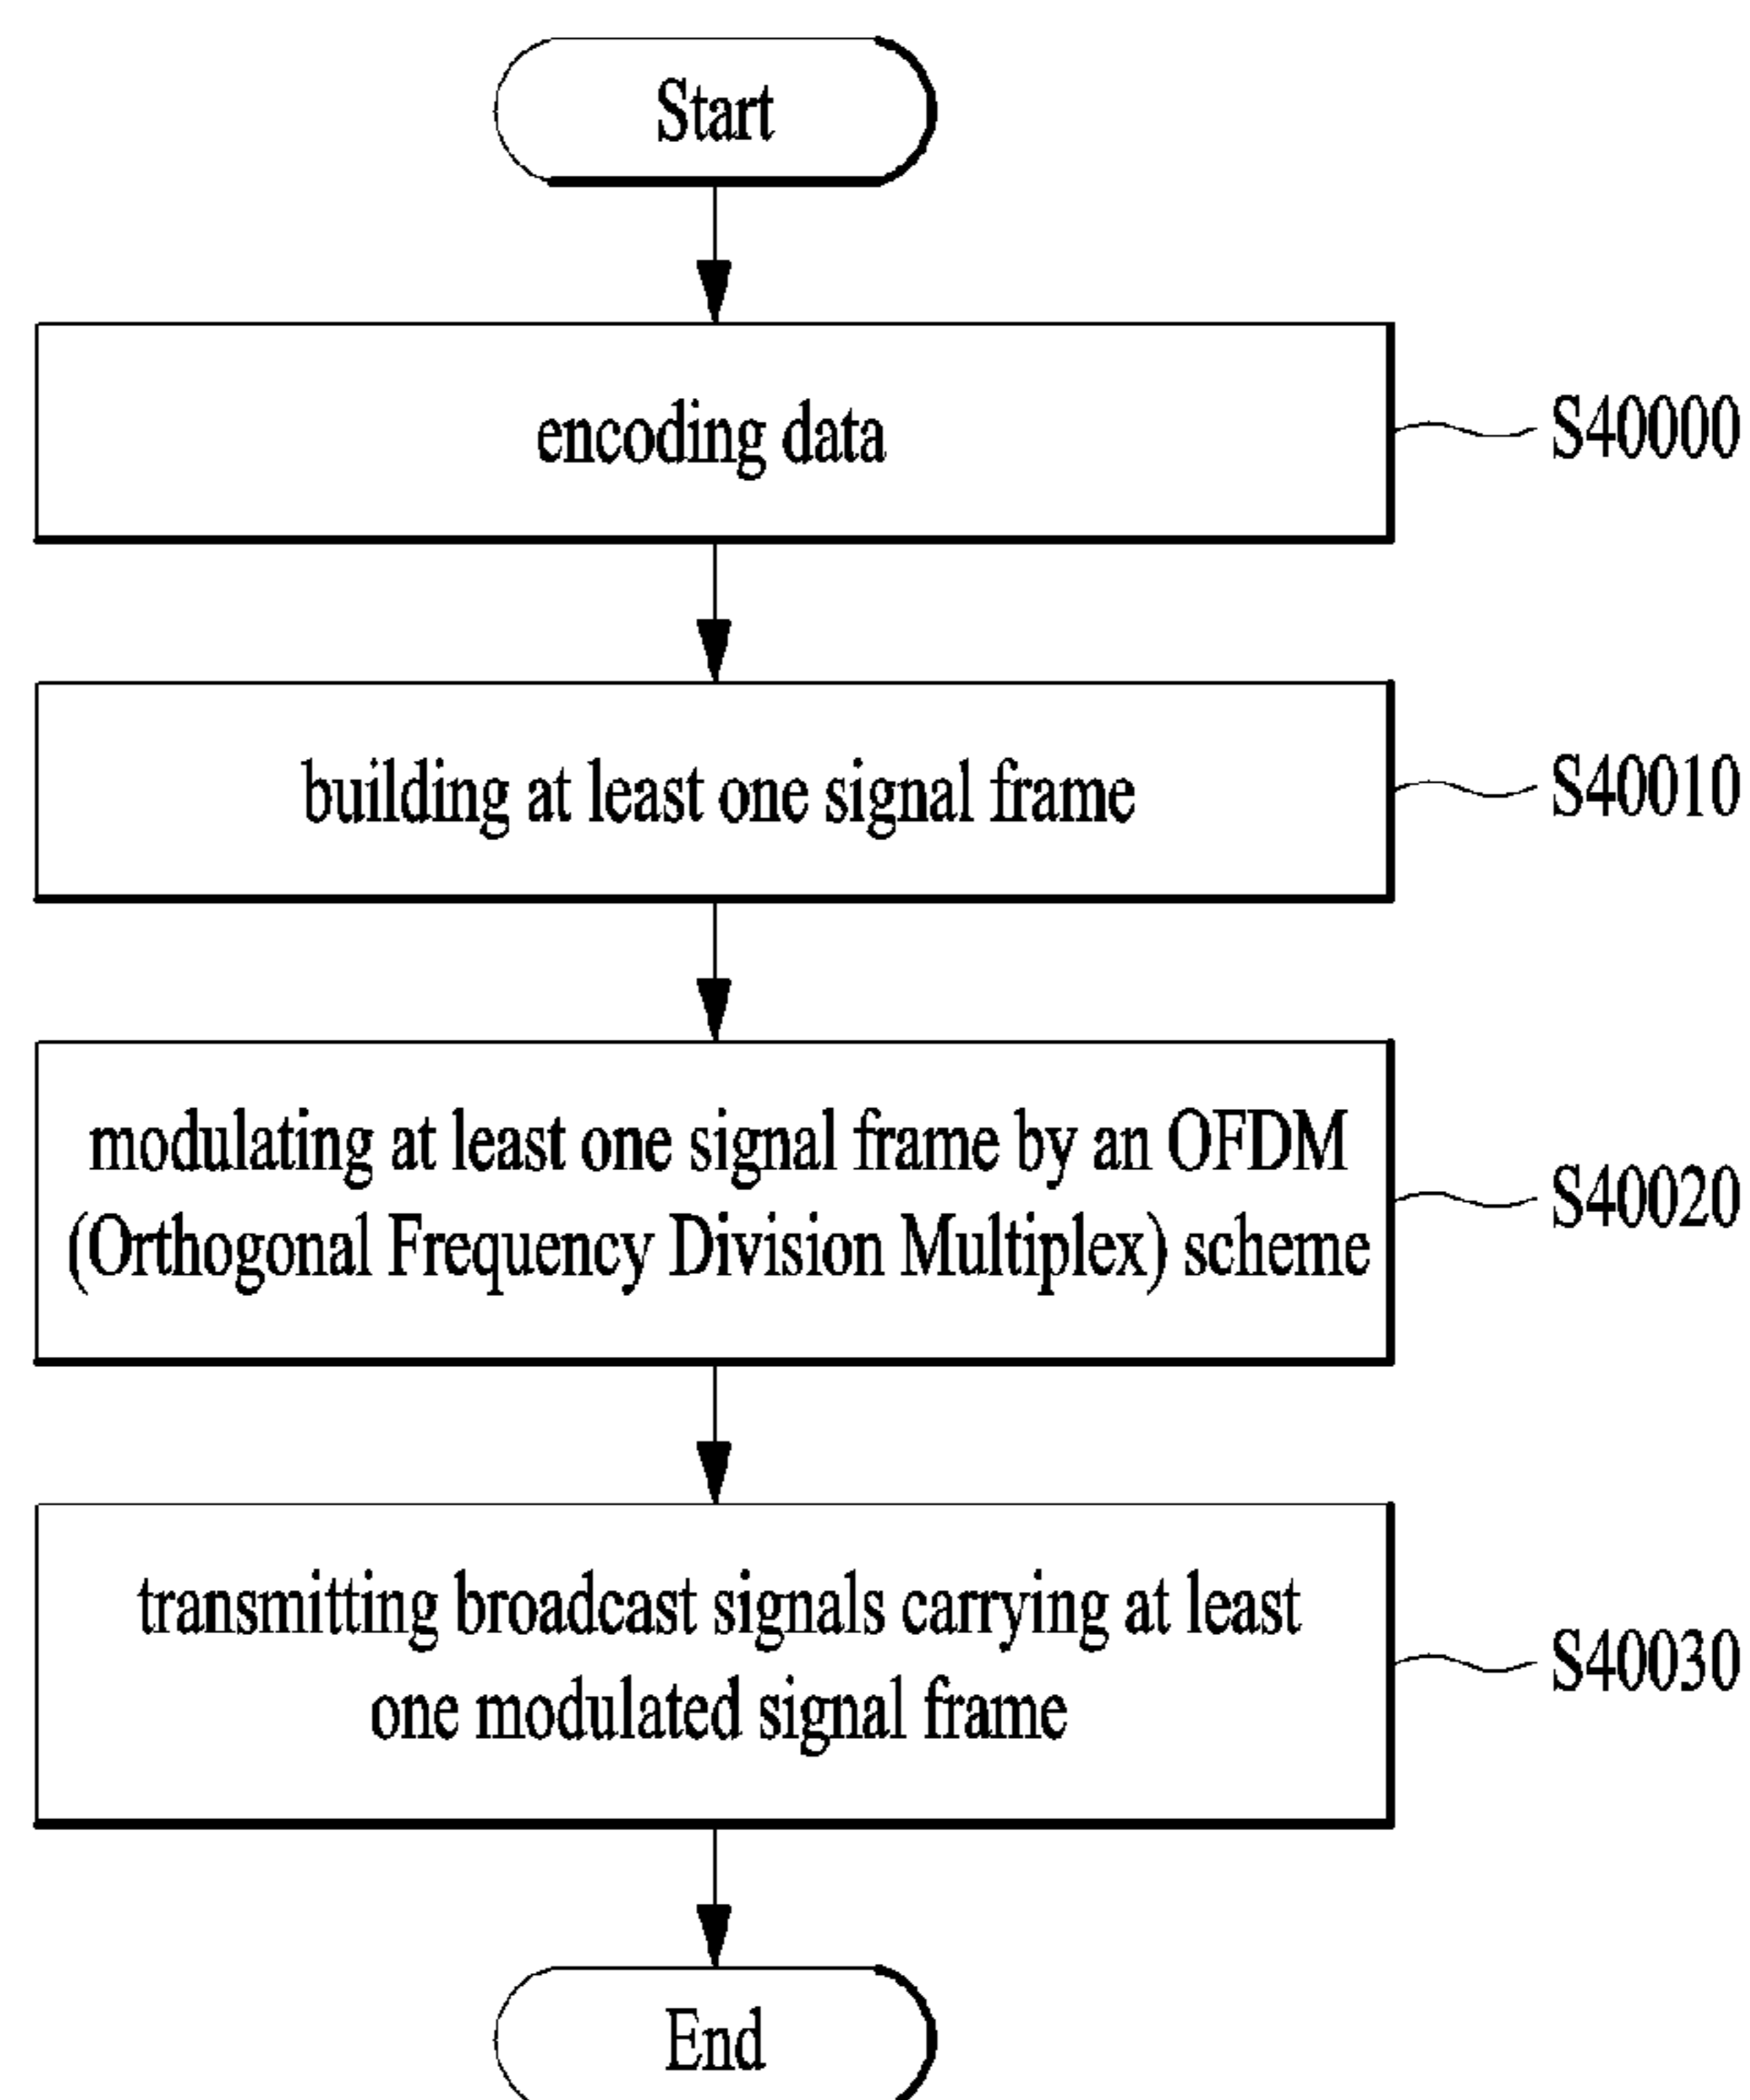 Start
encoding data
S40000
building at least one signal frame
S40010
modulating at least one signal frame by an OFDM
(Orthogonal Frequency Division Multiplex) scheme
S40020
transmitting broadcast signals carrying at least
one modulated signal frame
S40030
End